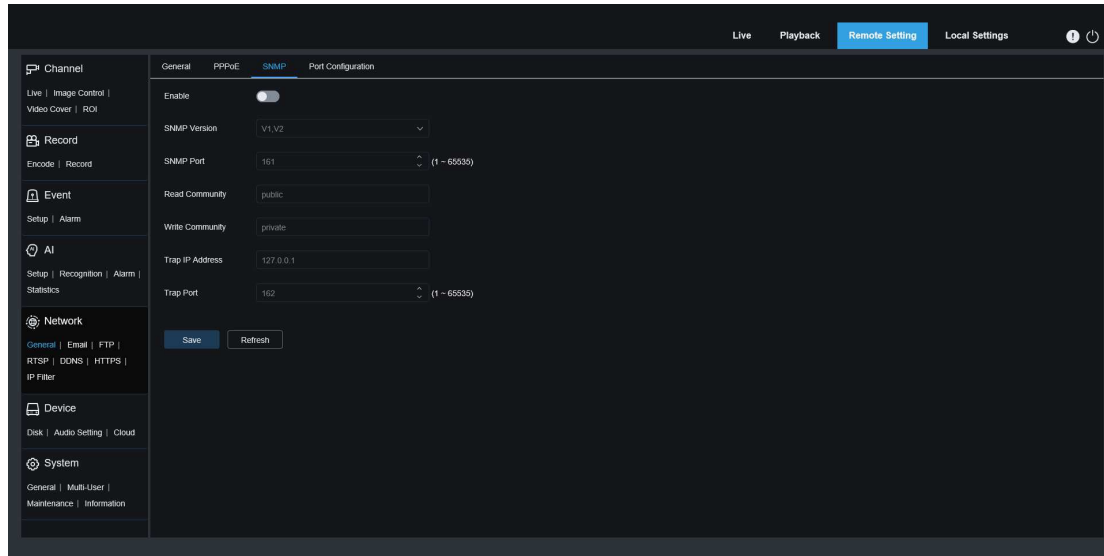 Live Playback Remote Setting Local Settings
Channel
Live | Image Control |
Video Cover | ROI
Record
Encode | Record
Event
Setup | Alarm
AI
Setup | Recognition | Alarm |
Statistics
Network
General | Email | FTP |
RTSP | DDNS | HTTPS |
IP Filter
Device
Disk | Audio Setting | Cloud
System
General | Multi-User |
Maintenance | Information
General PPPoE SNMP Port Configuration
Enable
SNMP Version V1,V2
SNMP Port 161 (1 ~ 65535)
Read Community public
Write Community private
Trap IP Address 127.0.0.1
Trap Port 162 (1 ~ 65535)
Save Refresh